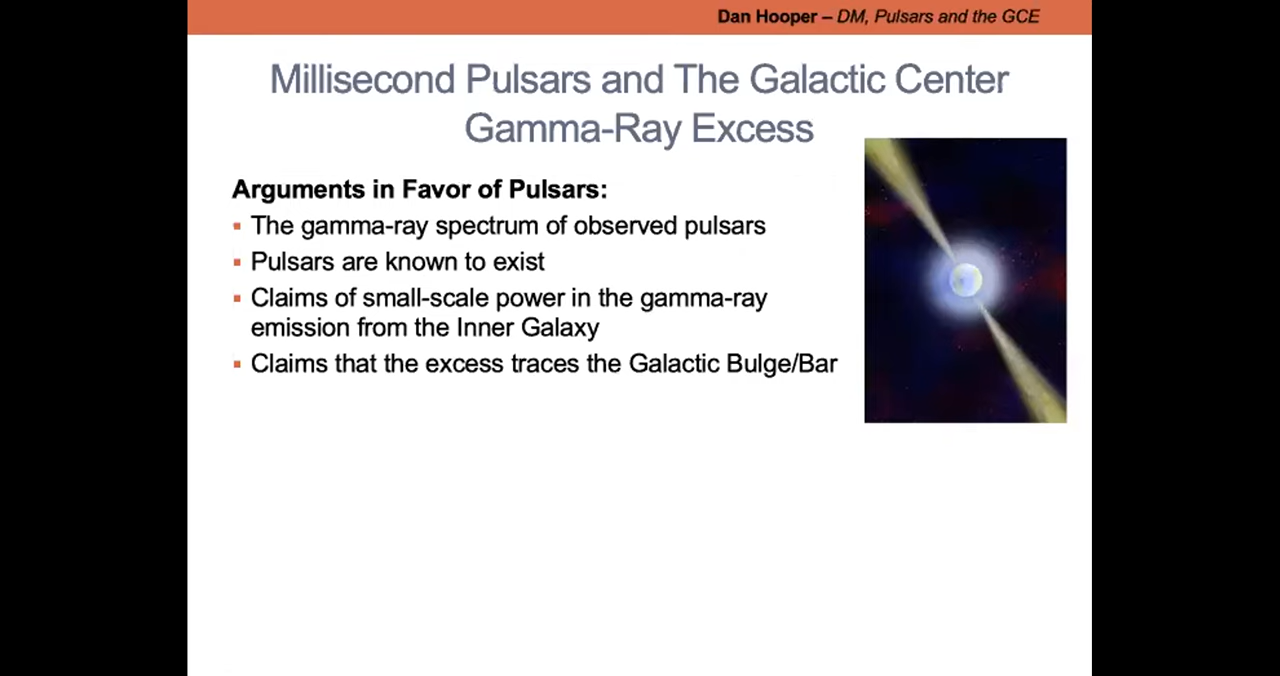 Dan Hooper – DM, Pulsars and the GCE
Millisecond Pulsars and The Galactic Center
Gamma-Ray Excess
Arguments in Favor of Pulsars:
▪ The gamma-ray spectrum of observed pulsars
▪ Pulsars are known to exist
▪ Claims of small-scale power in the gamma-ray
emission from the Inner Galaxy
▪ Claims that the excess traces the Galactic Bulge/Bar